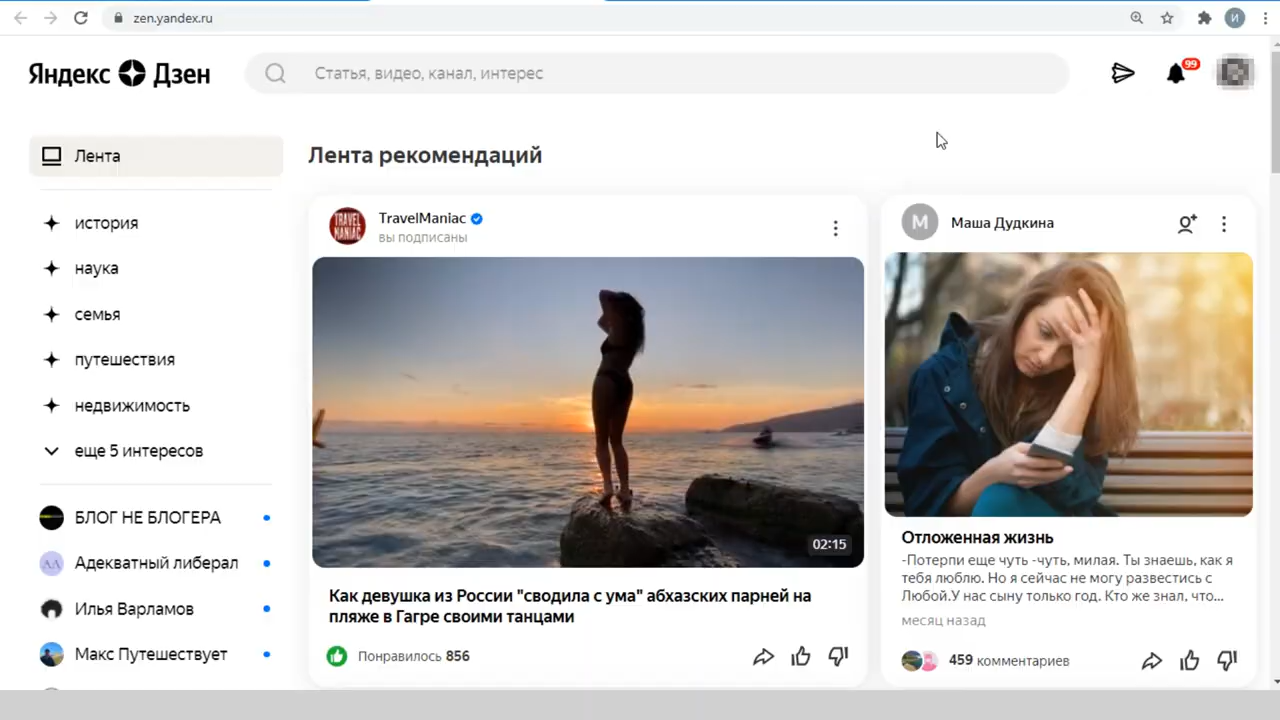 zen.yandex.ru
И
Яндекс Дзен
Статья, видео, канал, интерес
99
Лента
история
наука
семья
путешествия
недвижимость
еще 5 интересов
БЛОГ НЕ БЛОГЕРА
АА Адекватный либерал
Илья Варламов
Макс Путешествует
Лента рекомендаций
TRAVEL
MANIAC
TravelManiac
вы подписаны
02:15
Как девушка из России "сводила с ума" абхазских парней на
пляже в Гагре своими танцами
Понравилось 856
М Маша Дудкина
Отложенная жизнь
-Потерпи еще чуть -чуть, милая. Ты знаешь, как я
тебя люблю. Но я сейчас не могу развестись с
Любой.У нас сыну только год. Кто же знал, что...
месяц назад
459 комментариев